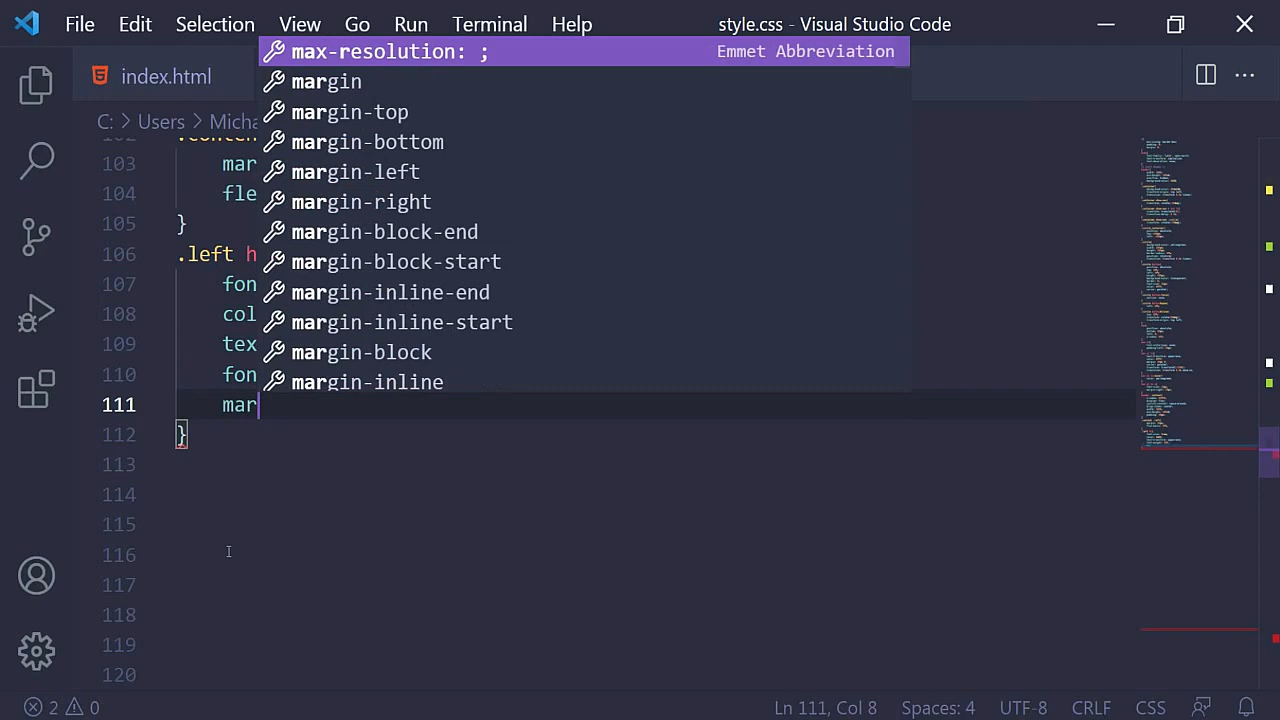 File Edit Selection View Go Run Terminal Help style.css - Visual Studio Code
index.html
C: > Users > Micha
max-resolution: ; Emmet Abbreviation
margin
margin-top
margin-bottom
margin-left
margin-right
margin-block-end
margin-block-start
margin-inline-end
margin-inline-start
margin-block
margin-inline
103 mar
104 fle
105 }
106 .left h
107 fon
108 col
109 tex
110 fon
111 mar
112 }
113
114
115
116
117
118
119
120
2 0 Ln 111, Col 8 Spaces: 4 UTF-8 CRLF CSS